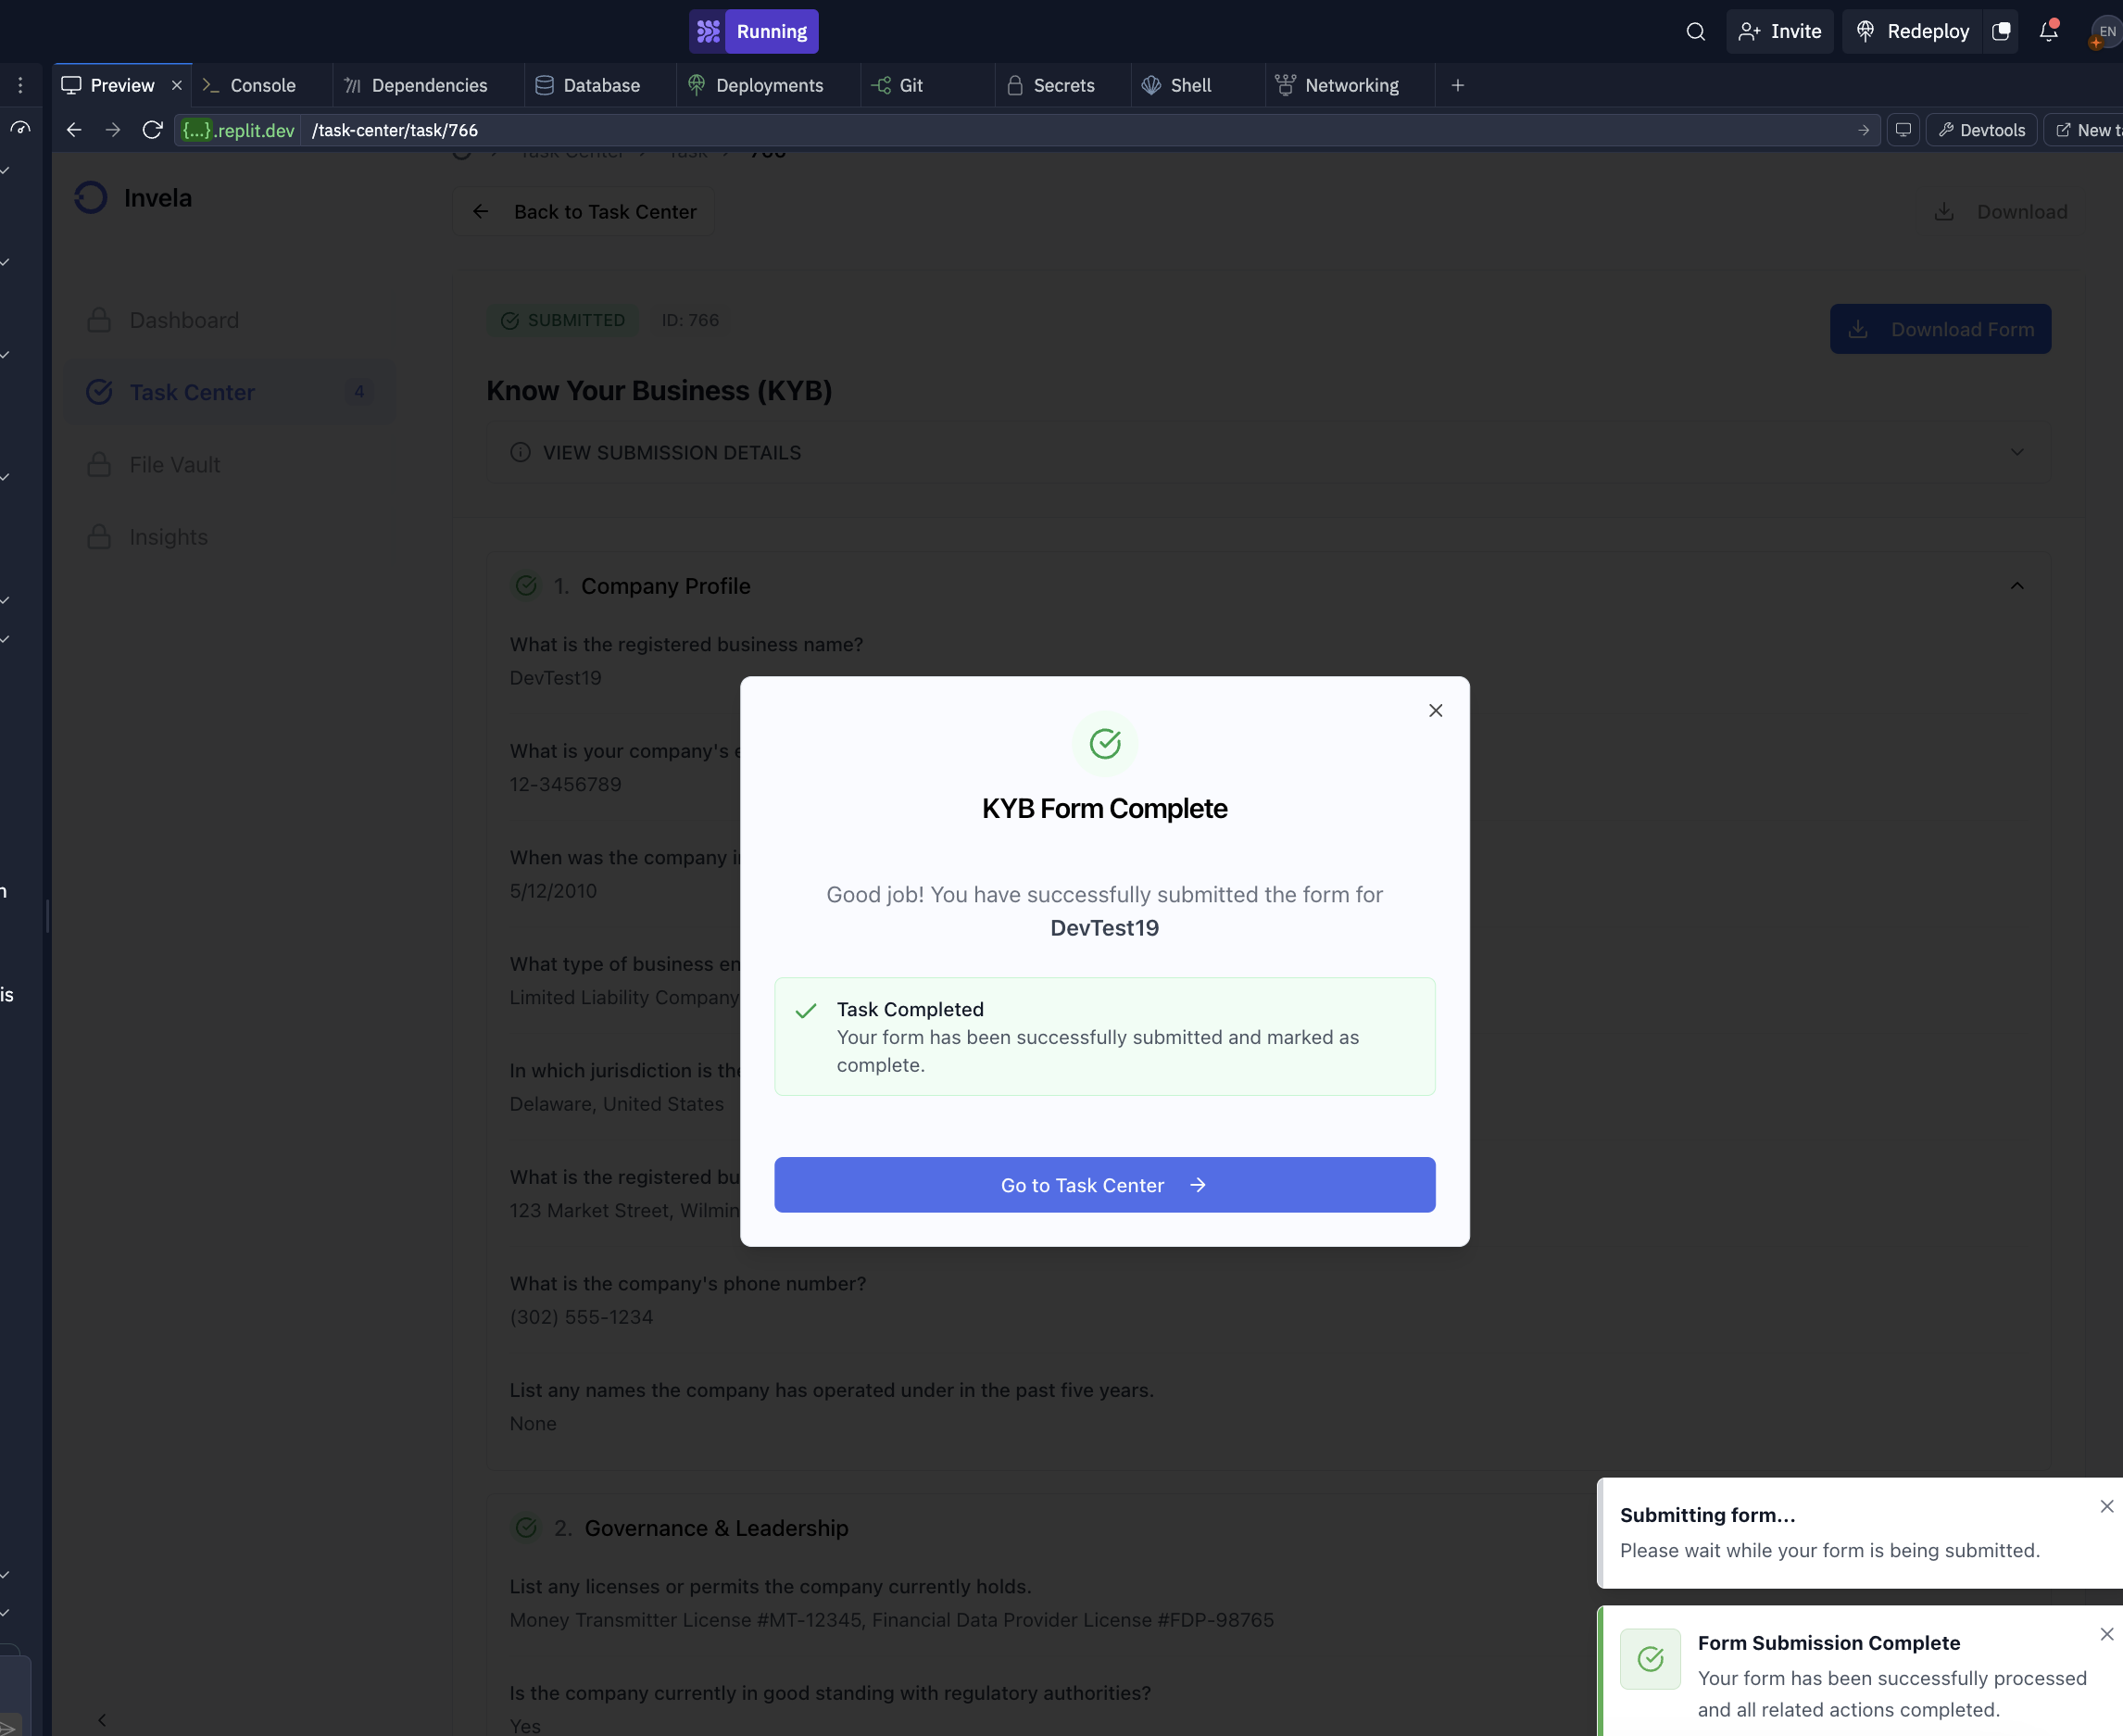 Running
Invite
Redeploy
EN
Preview
Console
Dependencies
Database
Deployments
Git
Secrets
Shell
Networking
{...}.replit.dev
/task-center/task/766
Devtools
New
Task Center
Task
766
Invela
Back to Task Center
Download
Dashboard
Task Center
4
File Vault
Insights
SUBMITTED
ID: 766
Download Form
Know Your Business (KYB)
VIEW SUBMISSION DETAILS
1. Company Profile
What is the registered business name?
DevTest19
What is your company's
12-3456789
When was the company
5/12/2010
What type of business
Limited Liability Company
In which jurisdiction is
Delaware, United States
What is the registered
123 Market Street,
What is the company's phone number?
(302) 555-1234
List any names the company has operated under in the past five years.
None
2. Governance & Leadership
List any licenses or permits the company currently holds.
Money Transmitter License #MT-12345, Financial Data Provider License #FDP-98765
Is the company currently in good standing with regulatory authorities?
Yes
KYB Form Complete
Good job! You have successfully submitted the form for
DevTest19
Task Completed
Your form has been successfully submitted and marked as
complete.
Go to Task Center
Submitting form...
Please wait while your form is being submitted.
Form Submission Complete
Your form has been successfully processed
and all related actions completed.